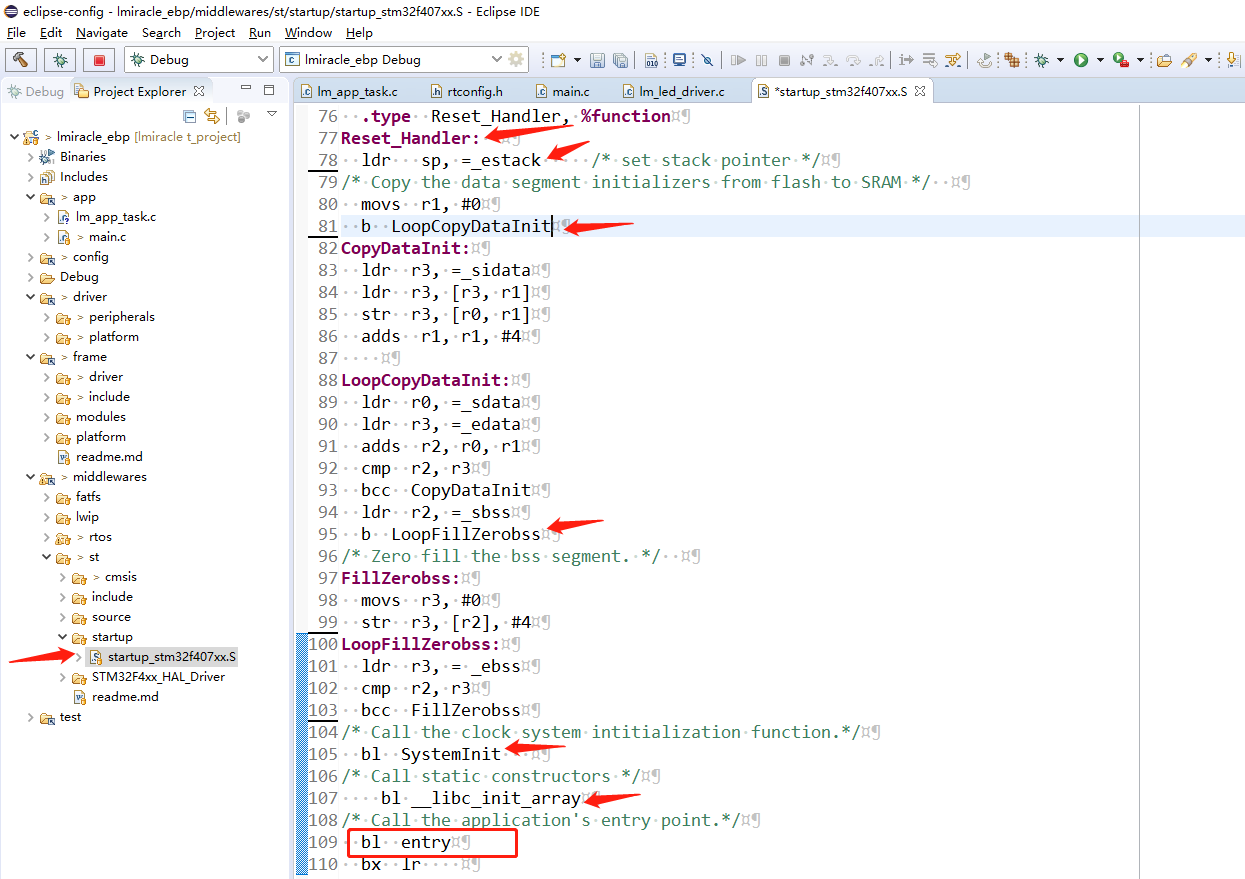 eclipse-config - lmiracle_ebp/middlewares/st/startup/startup_stm32f407xx.S - Eclipse IDE
File Edit Navigate Search Project Run Window Help
Debug lmiracle_ebp Debug
Debug Project Explorer
lm_app_task.c rtconfig.h main.c lm_led_driver.c *startup_stm32f407xx.S
> lmiracle_ebp [lmiracle t_project]
Binaries
Includes
> app
lm_app_task.c
> main.c
> config
Debug
> driver
> peripherals
> platform
> frame
> driver
> include
modules
platform
readme.md
> middlewares
fatfs
lwip
> rtos
> st
> cmsis
include
source
startup
startup_stm32f407xx.S
STM32F4xx_HAL_Driver
readme.md
test
76 .type Reset_Handler, %function
77 Reset_Handler:
78 ldr sp, =_estack /* set stack pointer */
79 /* Copy the data segment initializers from flash to SRAM */
80 movs r1, #0
81 b LoopCopyDataInit
82 CopyDataInit:
83 ldr r3, =_sidata
84 ldr r3, [r3, r1]
85 str r3, [r0, r1]
86 adds r1, r1, #4
87
88 LoopCopyDataInit:
89 ldr r0, =_sdata
90 ldr r3, =_edata
91 adds r2, r0, r1
92 cmp r2, r3
93 bcc CopyDataInit
94 ldr r2, =_sbss
95 b LoopFillZerobss
96 /* Zero fill the bss segment. */
97 FillZerobss:
98 movs r3, #0
99 str r3, [r2], #4
100 LoopFillZerobss:
101 ldr r3, = _ebss
102 cmp r2, r3
103 bcc FillZerobss
104 /* Call the clock system intitialization function.*/
105 bl SystemInit
106 /* Call static constructors */
107 bl __libc_init_array
108 /* Call the application's entry point.*/
109 bl entry
110 bx lr